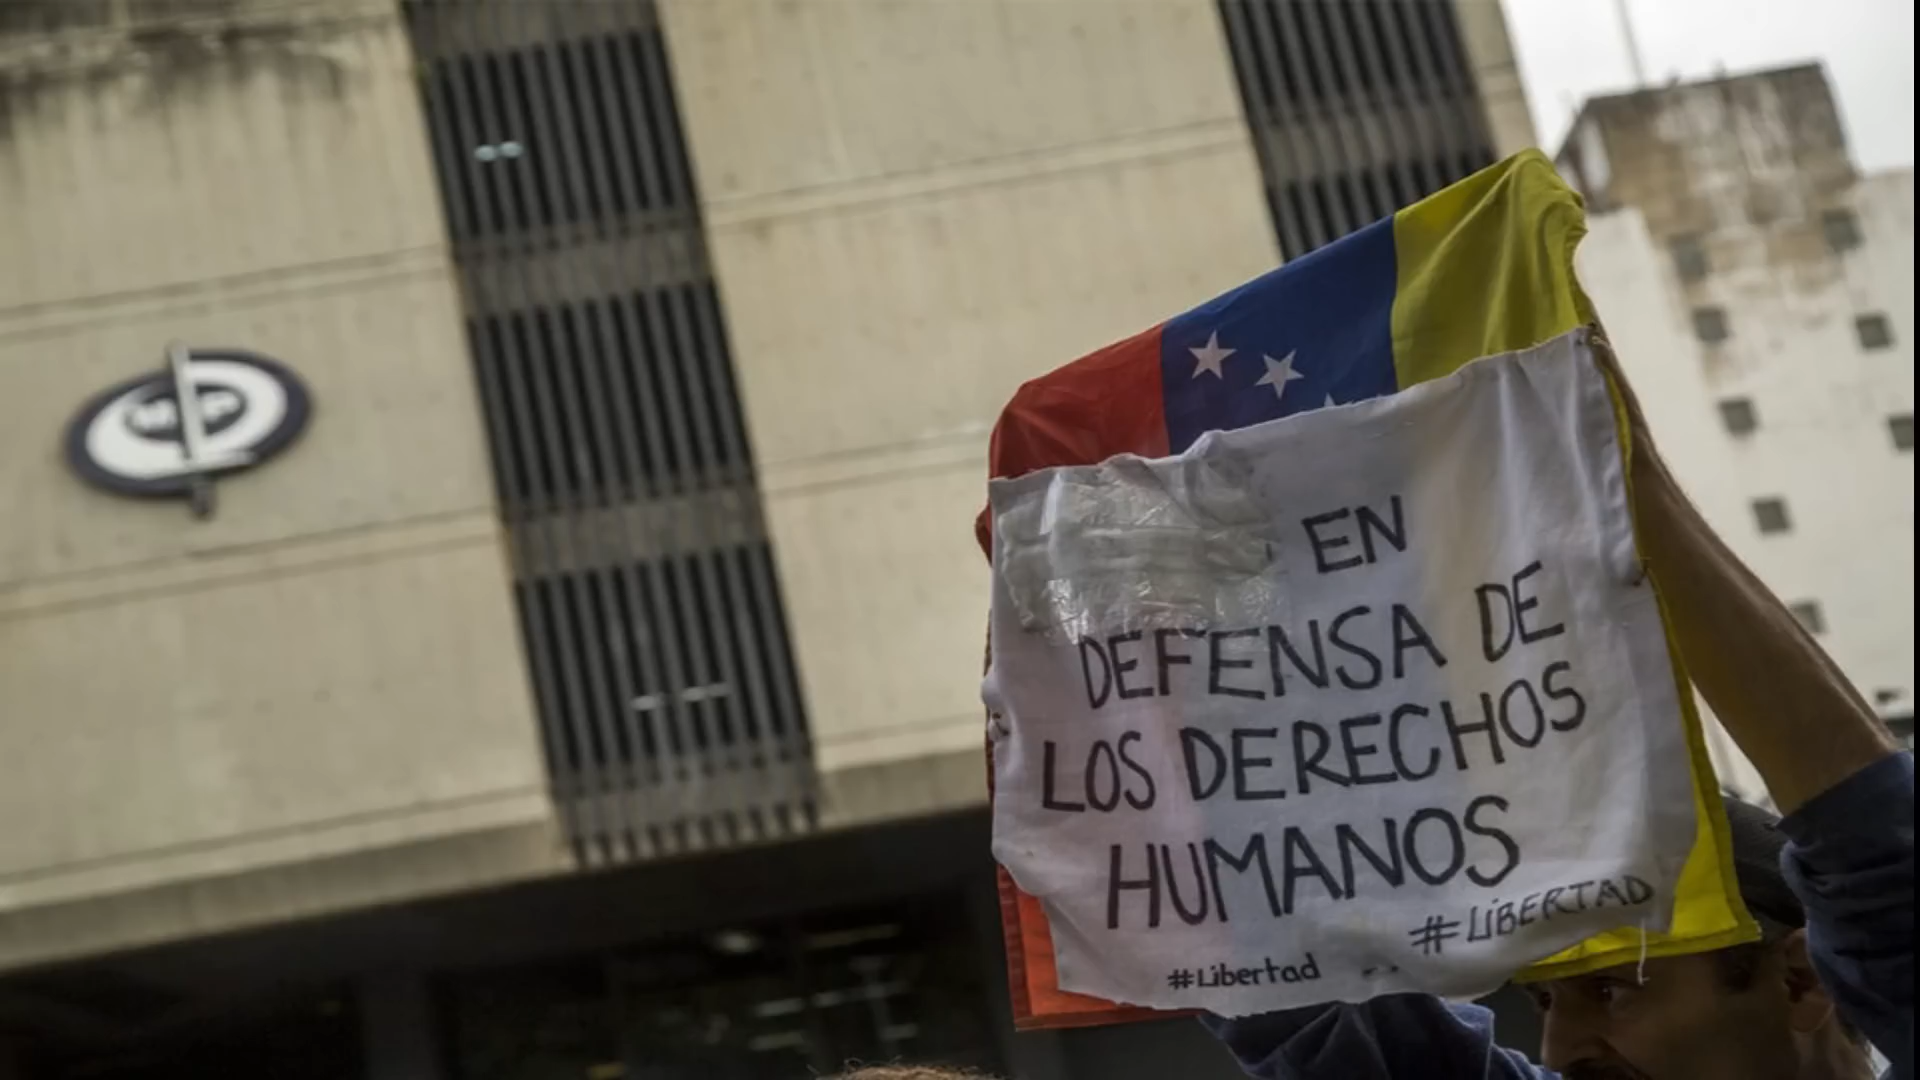 EN
DEFENSA DE
LOS DERECHOS
HUMANOS
#LIBERTAD
#Libertad